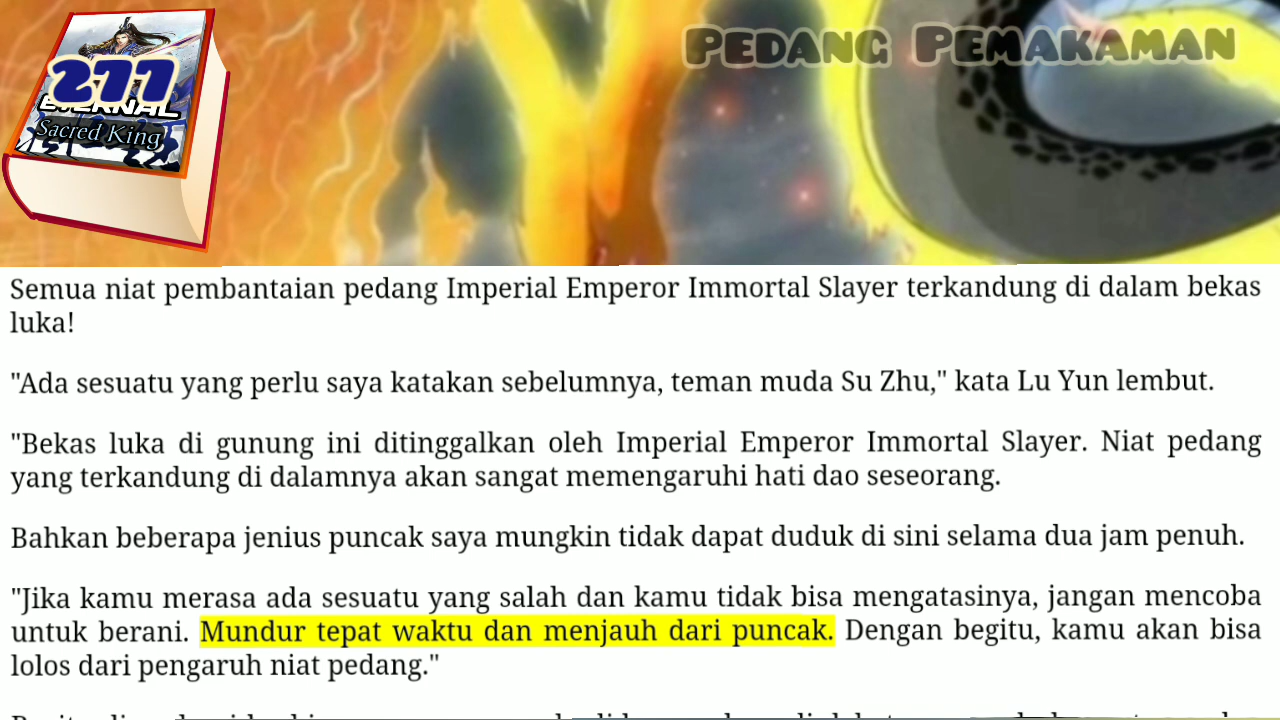 PEDANG PEMAKAMAN
277
ETERNAL
Sacred King
Semua niat pembantaian pedang Imperial Emperor Immortal Slayer terkandung di dalam bekas
luka!
"Ada sesuatu yang perlu saya katakan sebelumnya, teman muda Su Zhu," kata Lu Yun lembut.
"Bekas luka di gunung ini ditinggalkan oleh Imperial Emperor Immortal Slayer. Niat pedang
yang terkandung di dalamnya akan sangat memengaruhi hati dao seseorang.
Bahkan beberapa jenius puncak saya mungkin tidak dapat duduk di sini selama dua jam penuh.
"Jika kamu merasa ada sesuatu yang salah dan kamu tidak bisa mengatasinya, jangan mencoba
untuk berani. Mundur tepat waktu dan menjauh dari puncak. Dengan begitu, kamu akan bisa
lolos dari pengaruh niat pedang."